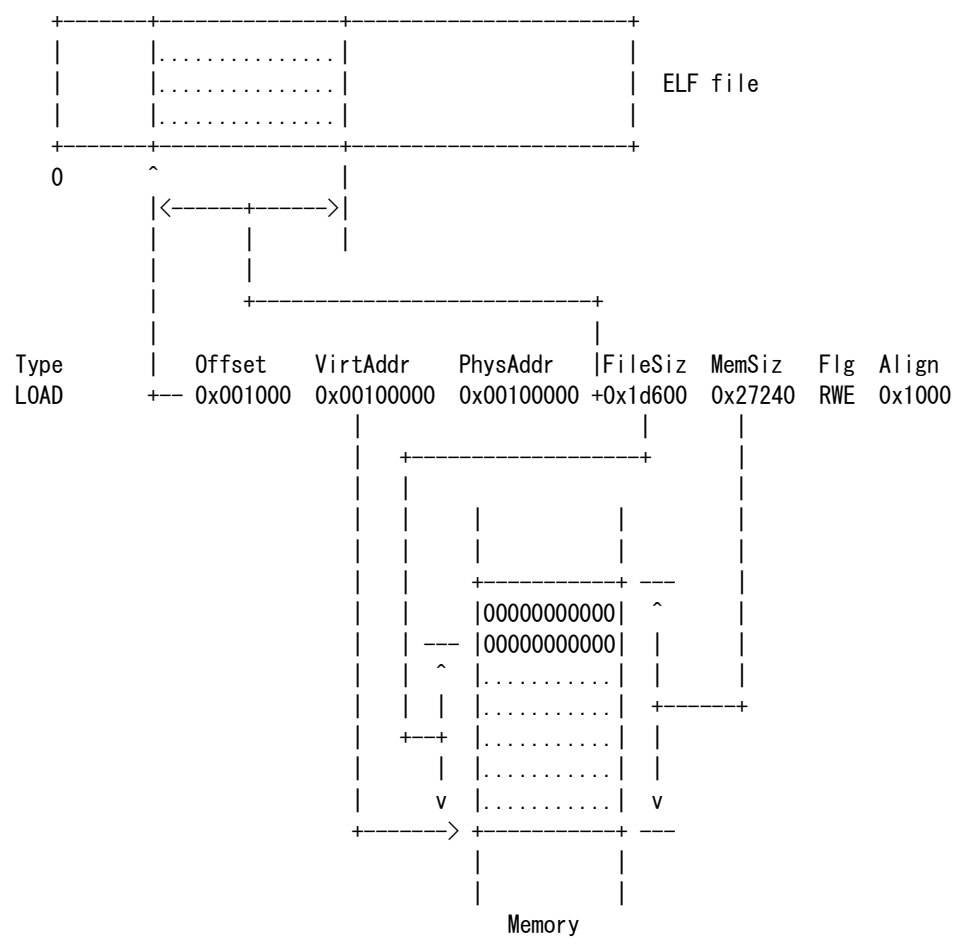 ELF file
0
Type Offset VirtAddr PhysAddr FileSiz MemSiz Flg Align
LOAD 0x001000 0x00100000 0x00100000 0x1d600 0x27240 RWE 0x1000
00000000000
00000000000
Memory